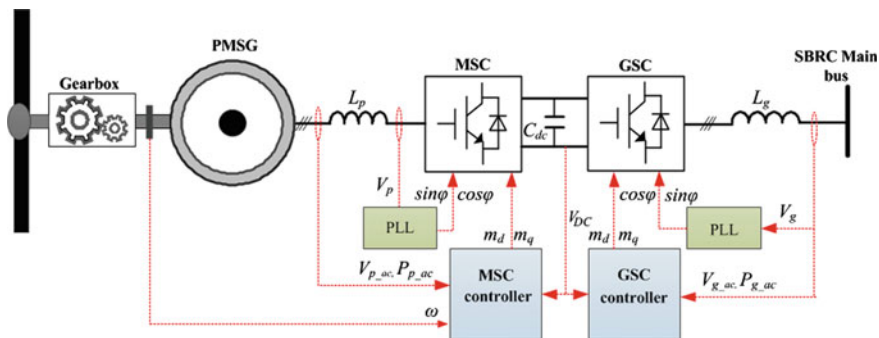 PMSG
Gearbox
MSC
GSC
SBRC Main
bus
L_p
L_g
C_dc
V_p
sinφ cosφ
cosφ sinφ
V_g
V_DC
PLL
PLL
m_d m_q
m_d m_q
V_p_ac, P_p_ac
MSC
controller
GSC
controller
V_g_ac, P_g_ac
ω